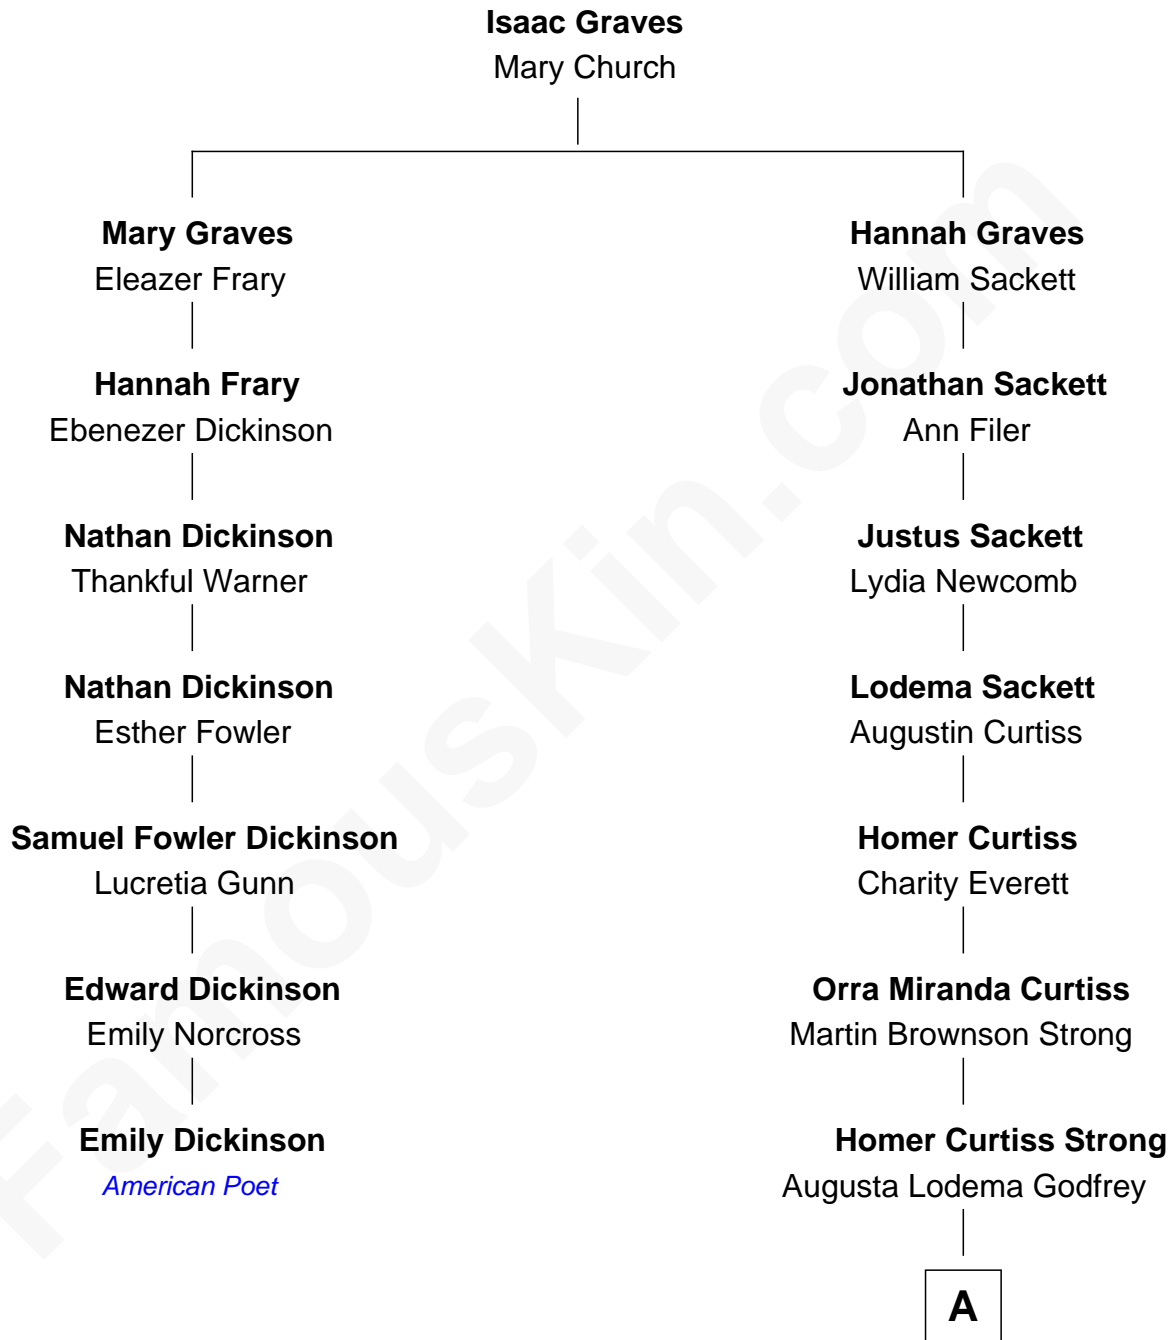 Isaac Graves
Mary Church
Mary Graves
Eleazer Frary
Hannah Graves
William Sackett
Hannah Frary
Ebenezer Dickinson
Jonathan Sackett
Ann Filer
Nathan Dickinson
Thankful Warner
Justus Sackett
Lydia Newcomb
Nathan Dickinson
Esther Fowler
Lodema Sackett
Augustin Curtiss
Samuel Fowler Dickinson
Lucretia Gunn
Homer Curtiss
Charity Everett
Edward Dickinson
Emily Norcross
Orra Miranda Curtiss
Martin Brownson Strong
Emily Dickinson
American Poet
Homer Curtiss Strong
Augusta Lodema Godfrey
A
FamousKin.com